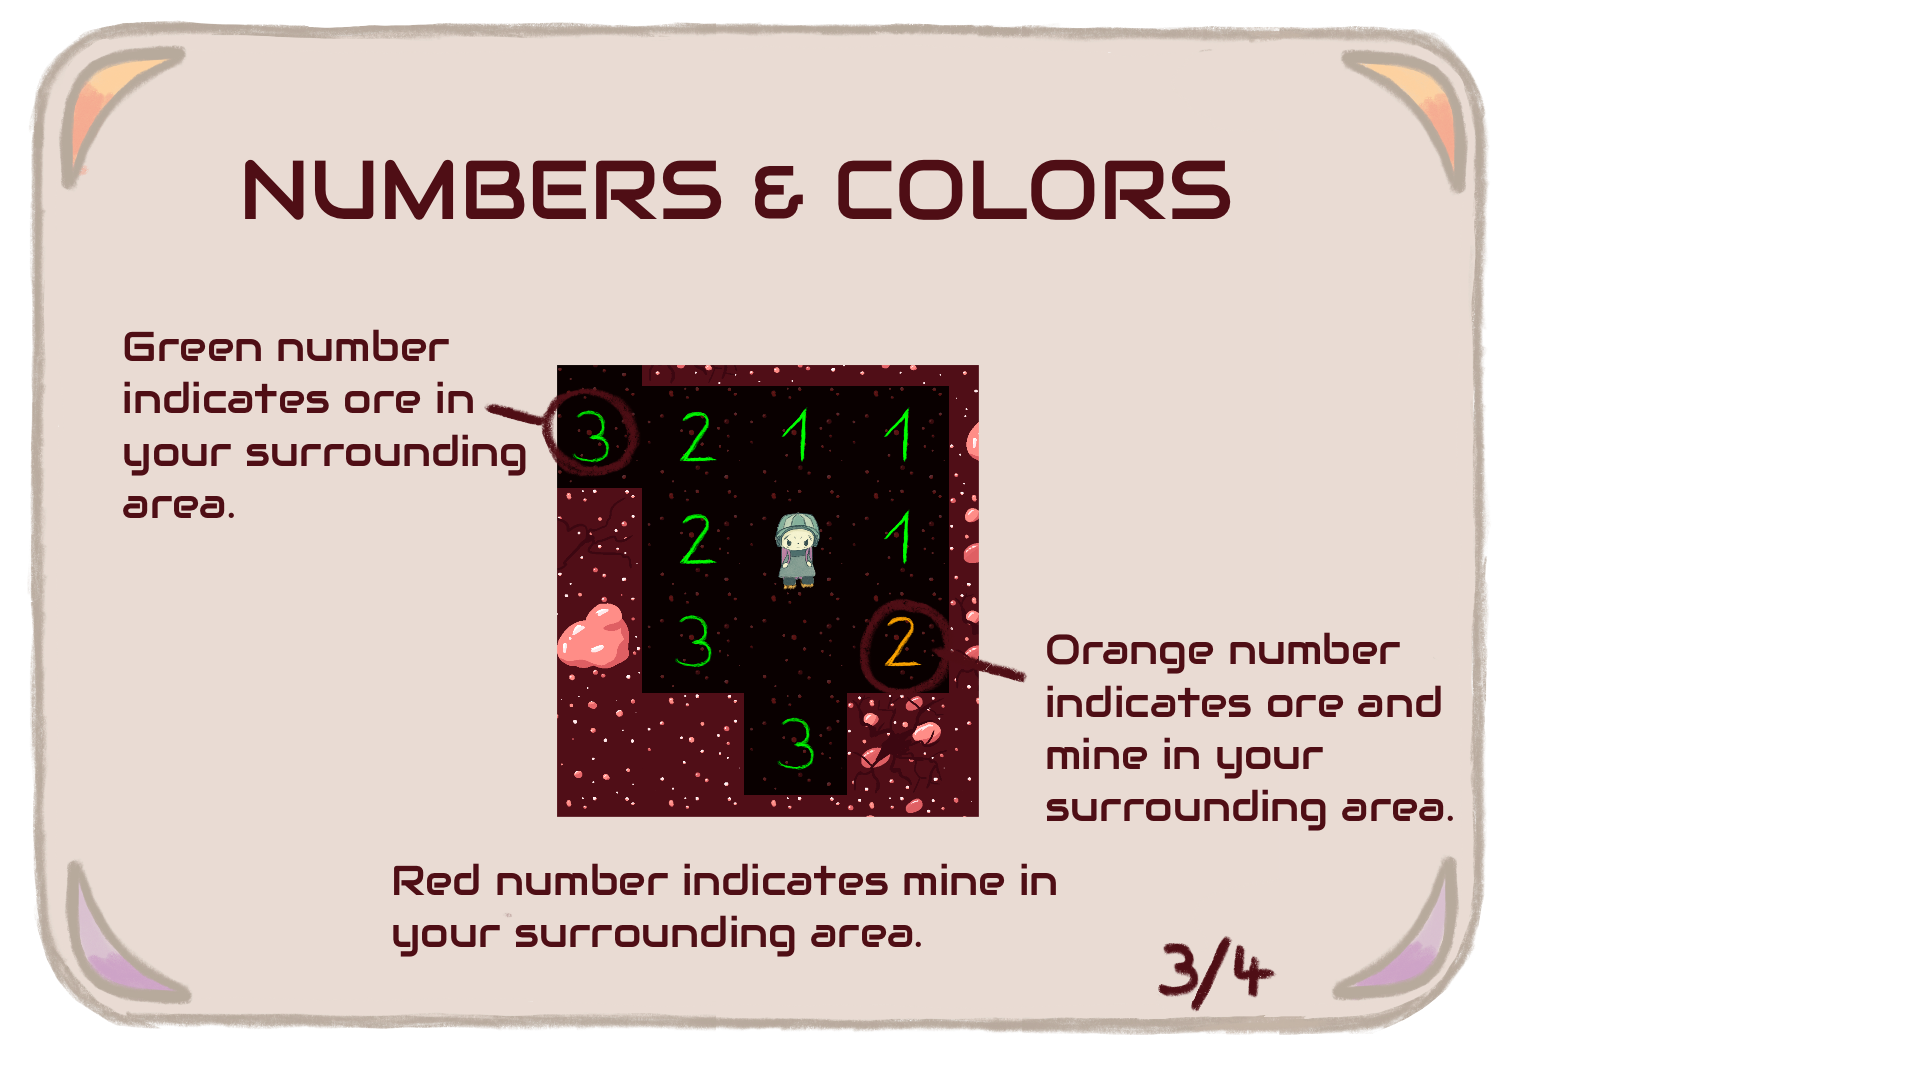 NUMBERS & COLORS
Green number
indicates ore in
your surrounding
area.
3 2 1 1
2 1
3 2
3
Orange number
indicates ore and
mine in your
surrounding area.
Red number indicates mine in
your surrounding area.
3/4